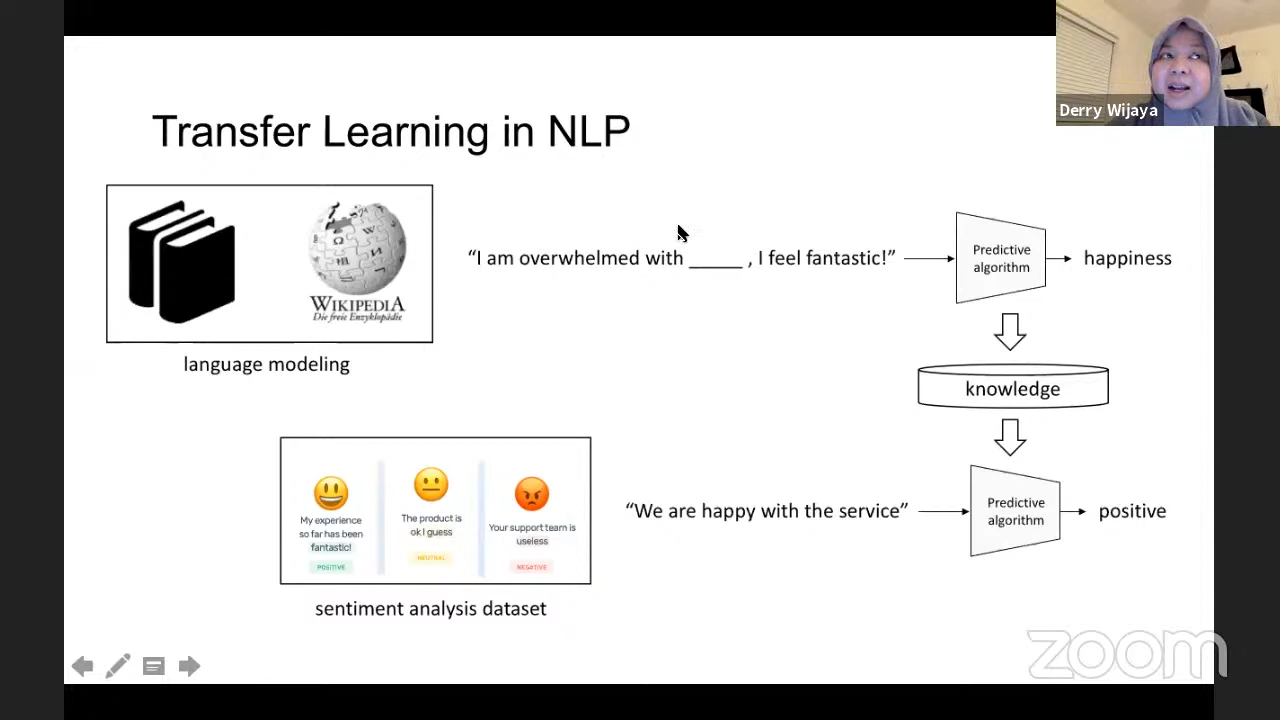 Derry Wijaya
Transfer Learning in NLP
WIKIPEDIA
Die freie Enzyklopädie
language modeling
“I am overwhelmed with _____ , I feel fantastic!”
Predictive
algorithm
happiness
knowledge
My experience
so far has been
fantastic!
POSITIVE
The product is
ok I guess
NEUTRAL
Your support team is
useless
NEGATIVE
sentiment analysis dataset
“We are happy with the service”
Predictive
algorithm
positive
zoom